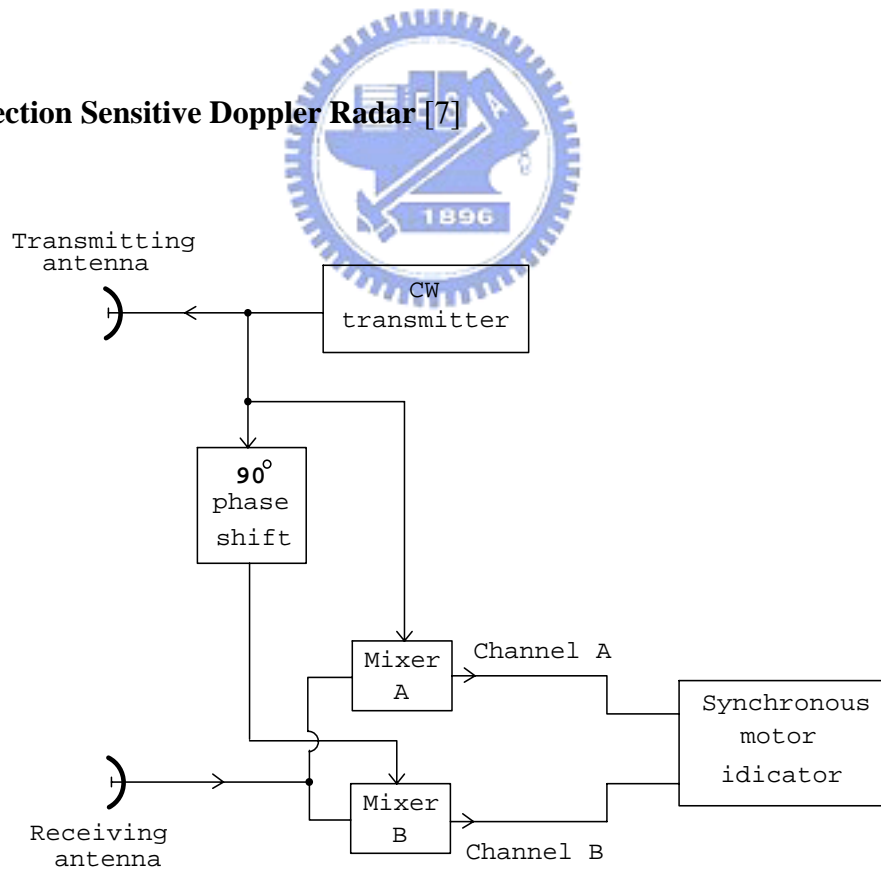 ection Sensitive Doppler Radar [7]
1896
Transmitting
antenna
CW
transmitter
90°
phase
shift
Mixer
A
Channel A
Synchronous
motor
idicator
Mixer
B
Channel B
Receiving
antenna